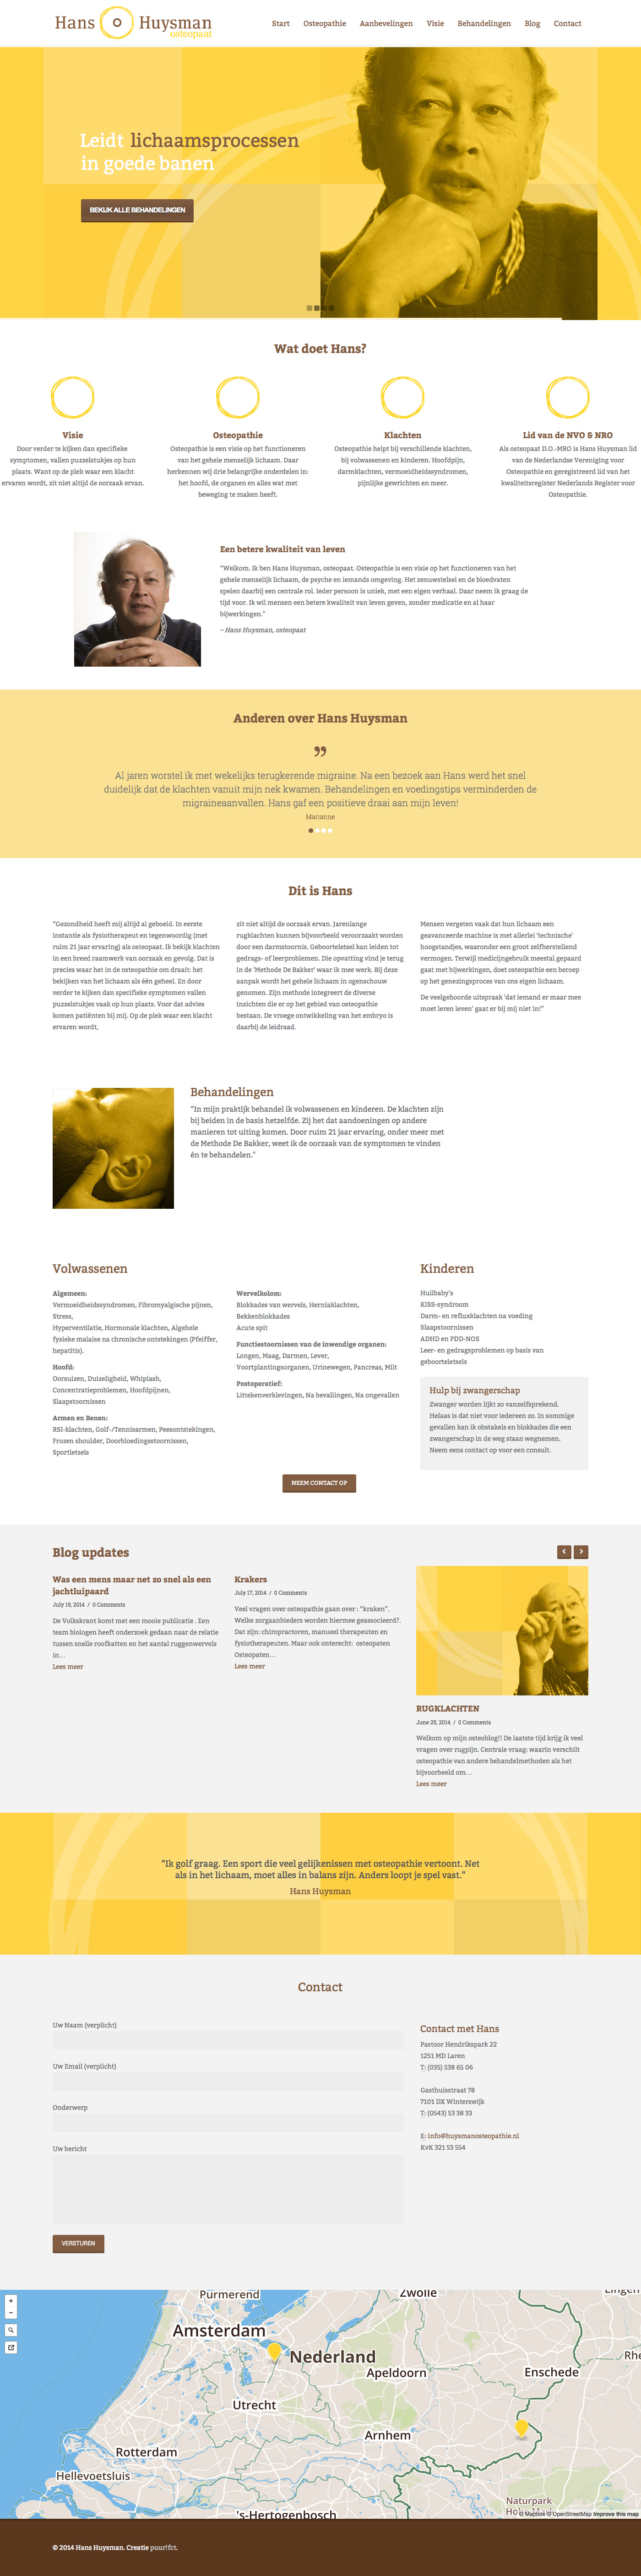 Hans Huysman
osteopaat
Start Osteopathie Aanbevelingen Visie Behandelingen Blog Contact
Leidt lichaamsprocessen
in goede banen
BEKIJK ALLE BEHANDELINGEN
Wat doet Hans?
Visie
Door verder te kijken dan specifieke
symptomen, vallen puzzelstukjes op hun
plaats. Want op de plek waar een klacht
ervaren wordt, zit niet altijd de oorzaak ervan.
Osteopathie
Osteopathie is een visie op het functioneren
van het gehele menselijk lichaam. Daar
herkennen wij drie belangrijke onderdelen in:
het hoofd, de organen en alles wat met
beweging te maken heeft.
Klachten
Osteopathie helpt bij verschillende klachten,
bij volwassenen en kinderen. Hoofdpijn,
darmklachten, vermoeidheidssyndromen,
pijnlijke gewrichten en meer.
Lid van de NVO & NRO
Als osteopaat D.O.-MRO is Hans Huysman lid
van de Nederlandse Vereniging voor
Osteopathie en geregistreerd lid van het
kwaliteitsregister Nederlands Register voor
Osteopathie.
Een betere kwaliteit van leven
“Welkom. Ik ben Hans Huysman, osteopaat. Osteopathie is een visie op het functioneren van het
gehele menselijk lichaam, de psyche en iemands omgeving. Het zenuwstelsel en de bloedvaten
spelen daarbij een centrale rol. Ieder persoon is uniek, met een eigen verhaal. Daar neem ik graag de
tijd voor. Ik wil mensen een betere kwaliteit van leven geven, zonder medicatie en al haar
bijwerkingen.”
– Hans Huysman, osteopaat
Anderen over Hans Huysman
”
Al jaren worstel ik met wekelijks terugkerende migraine. Na een bezoek aan Hans werd het snel
duidelijk dat de klachten vanuit mijn nek kwamen. Behandelingen en voedingstips verminderden de
migraineaanvallen. Hans gaf een positieve draai aan mijn leven!
Marianne
Dit is Hans
“Gezondheid heeft mij altijd al geboeid. In eerste
instantie als fysiotherapeut en tegenwoordig (met
ruim 21 jaar ervaring) als osteopaat. Ik bekijk klachten
in een breed raamwerk van oorzaak en gevolg. Dat is
precies waar het in de osteopathie om draait: het
bekijken van het lichaam als één geheel. En door
verder te kijken dan specifieke symptomen vallen
puzzelstukjes vaak op hun plaats. Voor dat advies
komen patiënten bij mij. Op de plek waar een klacht
ervaren wordt,
zit niet altijd de oorzaak ervan. Jarenlange
rugklachten kunnen bijvoorbeeld veroorzaakt worden
door een darmstoornis. Geboorteletsel kan leiden tot
gedrags- of leerproblemen. Die opvatting vind je terug
in de ‘Methode De Bakker’ waar ik mee werk. Bij deze
aanpak wordt het gehele lichaam in ogenschouw
genomen. Zijn methode integreert de diverse
inzichten die er op het gebied van osteopathie
bestaan. De vroege ontwikkeling van het embryo is
daarbij de leidraad.
Mensen vergeten vaak dat hun lichaam een
geavanceerde machine is met allerlei ‘technische’
hoogstandjes, waaronder een groot zelfherstellend
vermogen. Terwijl medicijngebruik meestal gepaard
gaat met bijwerkingen, doet osteopathie een beroep
op het genezingsproces van ons eigen lichaam.
De veelgehoorde uitspraak ‘dat iemand er maar mee
moet leren leven’ gaat er bij mij niet in!”
Behandelingen
“In mijn praktijk behandel ik volwassenen en kinderen. De klachten zijn
bij beiden in de basis hetzelfde. Zij het dat aandoeningen op andere
manieren tot uiting komen. Door ruim 21 jaar ervaring, onder meer met
de Methode De Bakker, weet ik de oorzaak van de symptomen te vinden
én te behandelen.”
Volwassenen
Algemeen:
Vermoeidheidssyndromen, Fibromyalgische pijnen,
Stress,
Hyperventilatie, Hormonale klachten, Algehele
fysieke malaise na chronische ontstekingen (Pfeiffer,
hepatitis).
Hoofd:
Oorsuizen, Duizeligheid, Whiplash,
Concentratieproblemen, Hoofdpijnen,
Slaapstoornissen
Armen en Benen:
RSI-klachten, Golf-/Tennisarmen, Peesontstekingen,
Frozen shoulder, Doorbloedingsstoornissen,
Sportletsels
Wervelkolom:
Blokkades van wervels, Herniaklachten,
Bekkenblokkades
Acute spit
Functiestoornissen van de inwendige organen:
Longen, Maag, Darmen, Lever,
Voortplantingsorganen, Urinewegen, Pancreas, Milt
Postoperatief:
Littekenverklevingen, Na bevallingen, Na ongevallen
Kinderen
Huilbaby’s
KISS-syndroom
Darm- en refluxklachten na voeding
Slaapstoornissen
ADHD en PDD-NOS
Leer- en gedragsproblemen op basis van
geboorteletsels
Hulp bij zwangerschap
Zwanger worden lijkt zo vanzelfsprekend.
Helaas is dat niet voor iedereen zo. In sommige
gevallen kan ik obstakels en blokkades die een
zwangerschap in de weg staan wegnemen.
Neem eens contact op voor een consult.
NEEM CONTACT OP
Blog updates
Was een mens maar net zo snel als een
jachtluipaard
July 19, 2014 / 0 Comments
De Volkskrant komt met een mooie publicatie . Een
team biologen heeft onderzoek gedaan naar de relatie
tussen snelle roofkatten en het aantal ruggenwervels
in…
Lees meer
Krakers
July 17, 2014 / 0 Comments
Veel vragen over osteopathie gaan over : “kraken”.
Welke zorgaanbieders worden hiermee geassocieerd?.
Dat zijn: chiropractoren, manueel therapeuten en
fysiotherapeuten. Maar ook onterecht: osteopaten
Osteopaten…
Lees meer
RUGKLACHTEN
June 25, 2014 / 0 Comments
Welkom op mijn osteoblog!! De laatste tijd krijg ik veel
vragen over rugpijn. Centrale vraag: waarin verschilt
osteopathie van andere behandelmethoden als het
bijvoorbeeld om…
Lees meer
“Ik golf graag. Een sport die veel gelijkenissen met osteopathie vertoont. Net
als in het lichaam, moet alles in balans zijn. Anders loopt je spel vast.”
Hans Huysman
Contact
Uw Naam (verplicht)
Uw Email (verplicht)
Onderwerp
Uw bericht
VERSTUREN
Contact met Hans
Pastoor Hendrikspark 22
1251 MD Laren
T: (035) 538 65 06
Gasthuisstraat 78
7101 DX Winterswijk
T: (0543) 53 38 33
E: info@huysmanosteopathie.nl
KvK 321 53 554
+
−
Purmerend
Zwolle
Amsterdam
Nederland
Apeldoorn
Enschede
Utrecht
Arnhem
Rotterdam
Hellevoetsluis
's-Hertogenbosch
Naturpark
© Mapbox © OpenStreetMap Improve this map
© 2014 Hans Huysman. Creatie puur!fct.